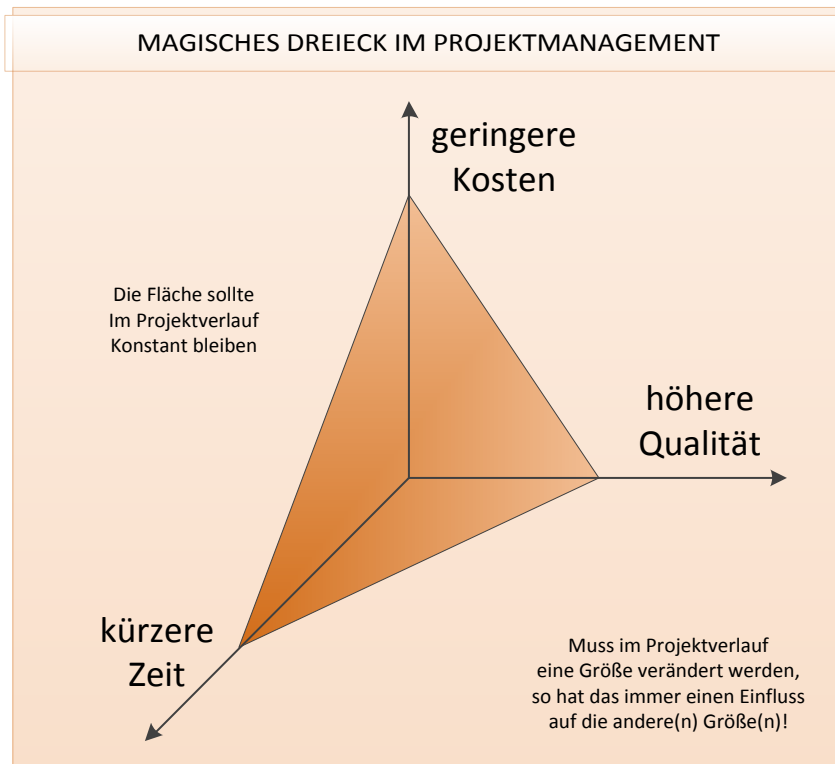 MAGISCHES DREIECK IM PROJEKTMANAGEMENT
geringere
Kosten
Die Fläche sollte
Im Projektverlauf
Konstant bleiben
höhere
Qualität
kürzere
Zeit
Muss im Projektverlauf
eine Größe verändert werden,
so hat das immer einen Einfluss
auf die andere(n) Größe(n)!